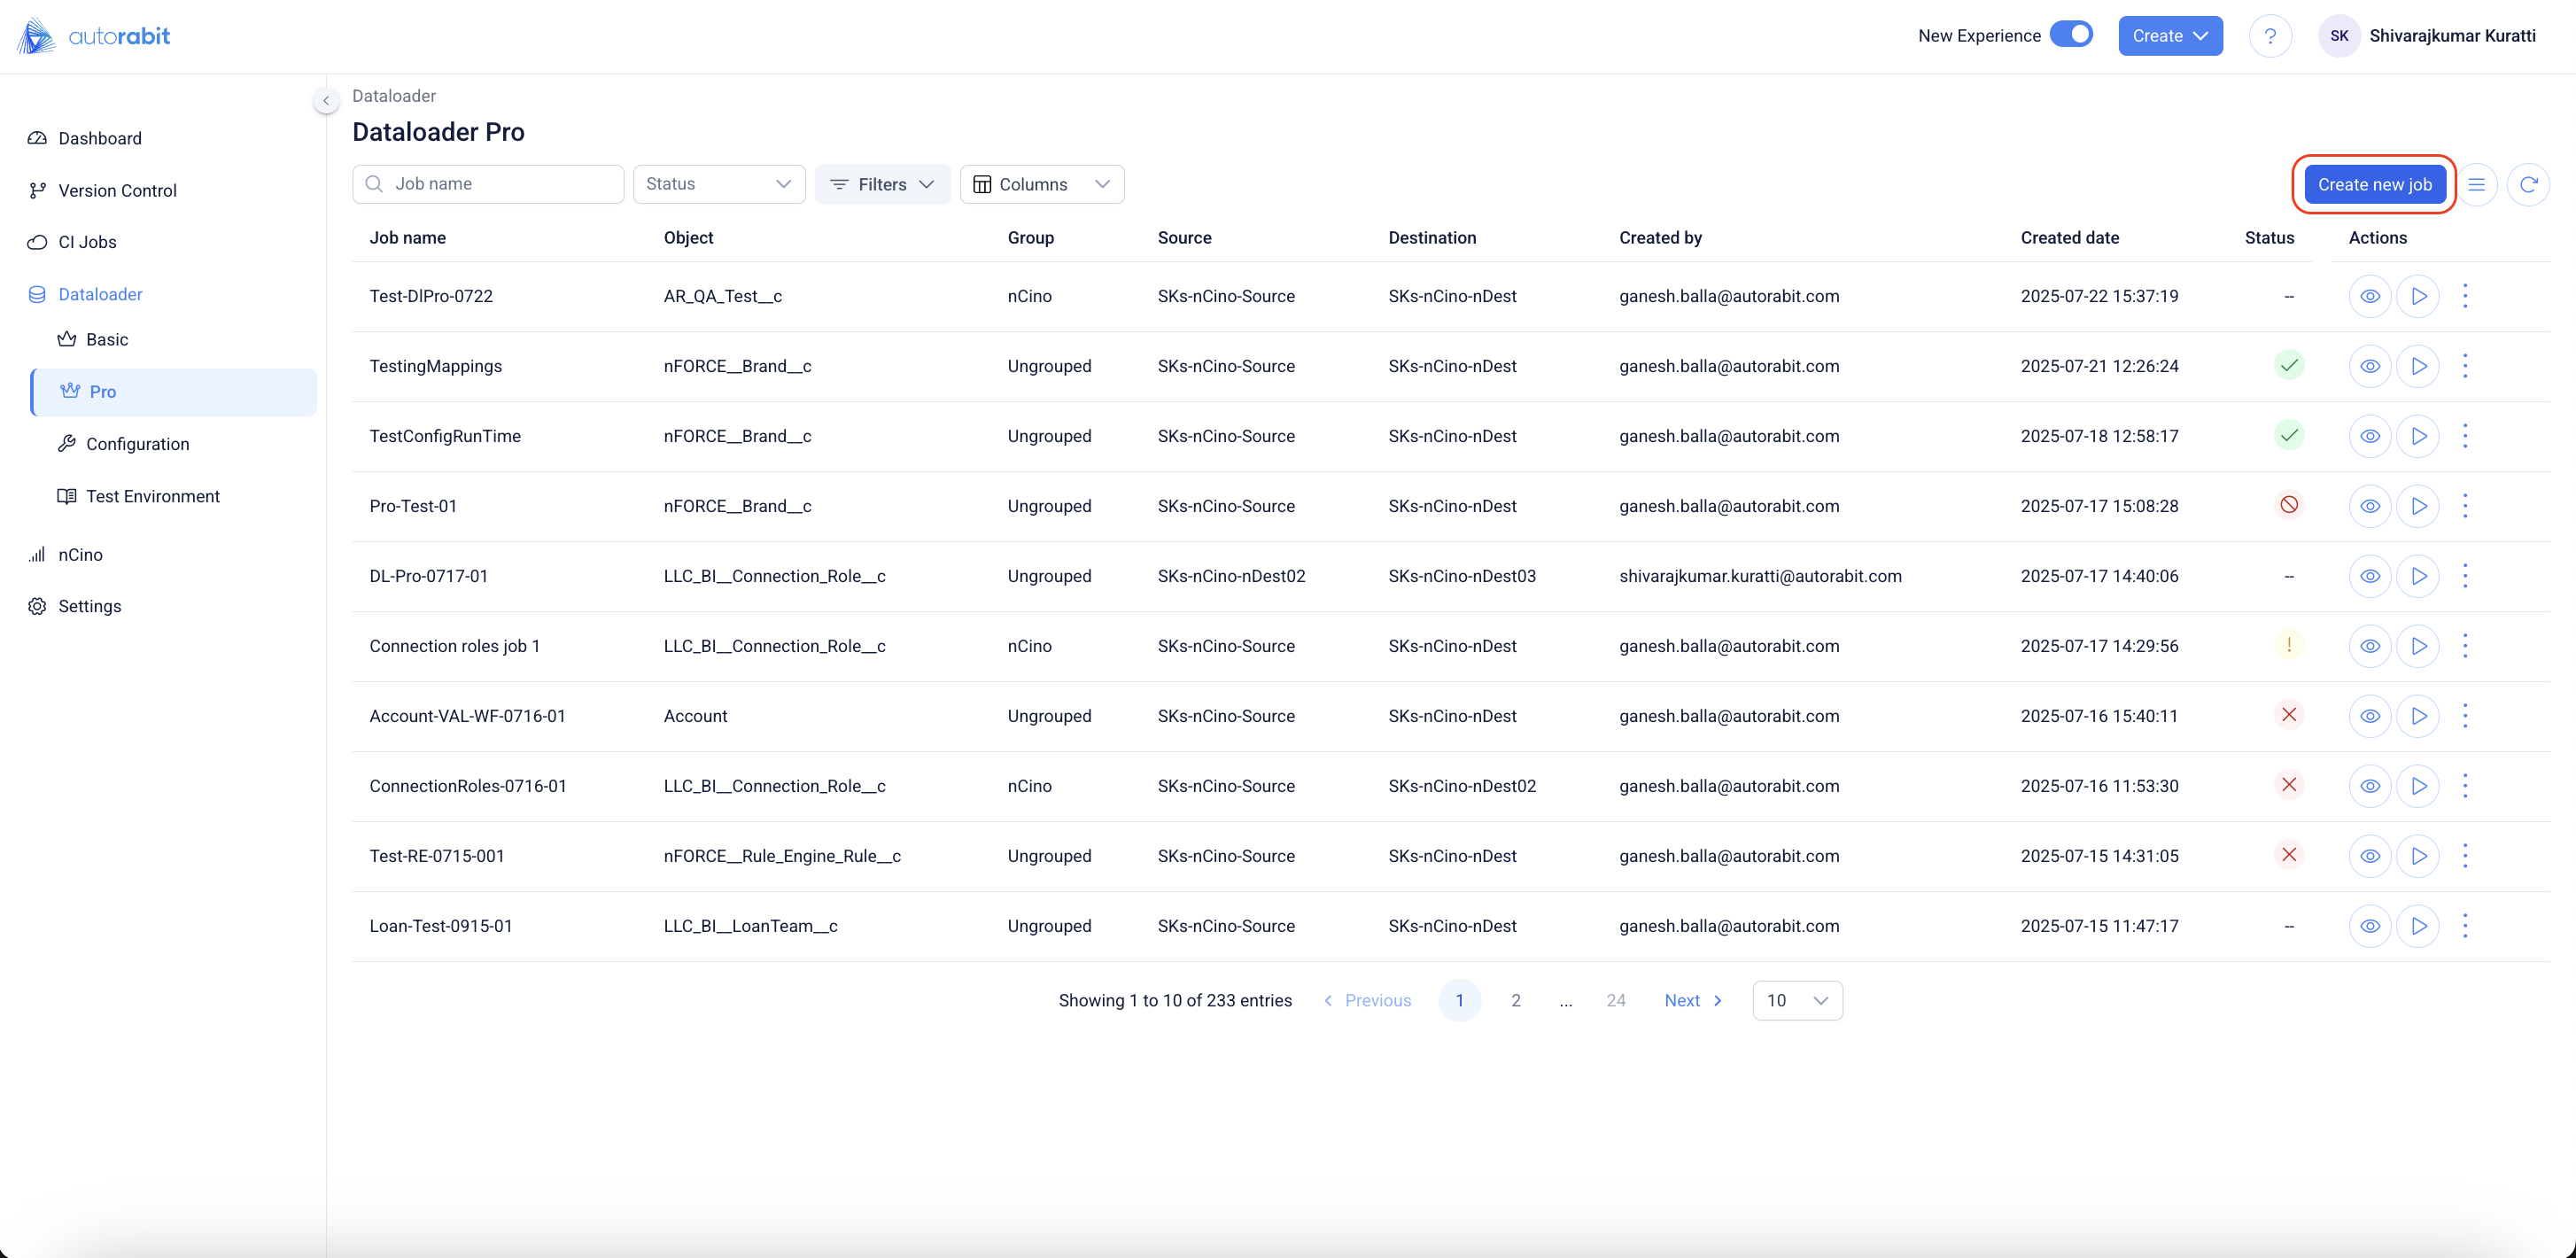 autorabit
New Experience Create ? SK Shivarajkumar Kuratti
Dashboard
Version Control
CI Jobs
Dataloader
Basic
Pro
Configuration
Test Environment
nCino
Settings
Dataloader
Dataloader Pro
Job name Status Filters Columns Create new job
Job name Object Group Source Destination Created by Created date Status Actions
Test-DlPro-0722 AR_QA_Test__c nCino SKs-nCino-Source SKs-nCino-nDest ganesh.balla@autorabit.com 2025-07-22 15:37:19 --
TestingMappings nFORCE__Brand__c Ungrouped SKs-nCino-Source SKs-nCino-nDest ganesh.balla@autorabit.com 2025-07-21 12:26:24
TestConfigRunTime nFORCE__Brand__c Ungrouped SKs-nCino-Source SKs-nCino-nDest ganesh.balla@autorabit.com 2025-07-18 12:58:17
Pro-Test-01 nFORCE__Brand__c Ungrouped SKs-nCino-Source SKs-nCino-nDest ganesh.balla@autorabit.com 2025-07-17 15:08:28
DL-Pro-0717-01 LLC_BI__Connection_Role__c Ungrouped SKs-nCino-nDest02 SKs-nCino-nDest03 shivarajkumar.kuratti@autorabit.com 2025-07-17 14:40:06 --
Connection roles job 1 LLC_BI__Connection_Role__c nCino SKs-nCino-Source SKs-nCino-nDest ganesh.balla@autorabit.com 2025-07-17 14:29:56 !
Account-VAL-WF-0716-01 Account Ungrouped SKs-nCino-Source SKs-nCino-nDest ganesh.balla@autorabit.com 2025-07-16 15:40:11
ConnectionRoles-0716-01 LLC_BI__Connection_Role__c nCino SKs-nCino-Source SKs-nCino-nDest02 ganesh.balla@autorabit.com 2025-07-16 11:53:30
Test-RE-0715-001 nFORCE__Rule_Engine_Rule__c Ungrouped SKs-nCino-Source SKs-nCino-nDest ganesh.balla@autorabit.com 2025-07-15 14:31:05
Loan-Test-0915-01 LLC_BI__LoanTeam__c Ungrouped SKs-nCino-Source SKs-nCino-nDest ganesh.balla@autorabit.com 2025-07-15 11:47:17 --
Showing 1 to 10 of 233 entries Previous 1 2 ... 24 Next 10